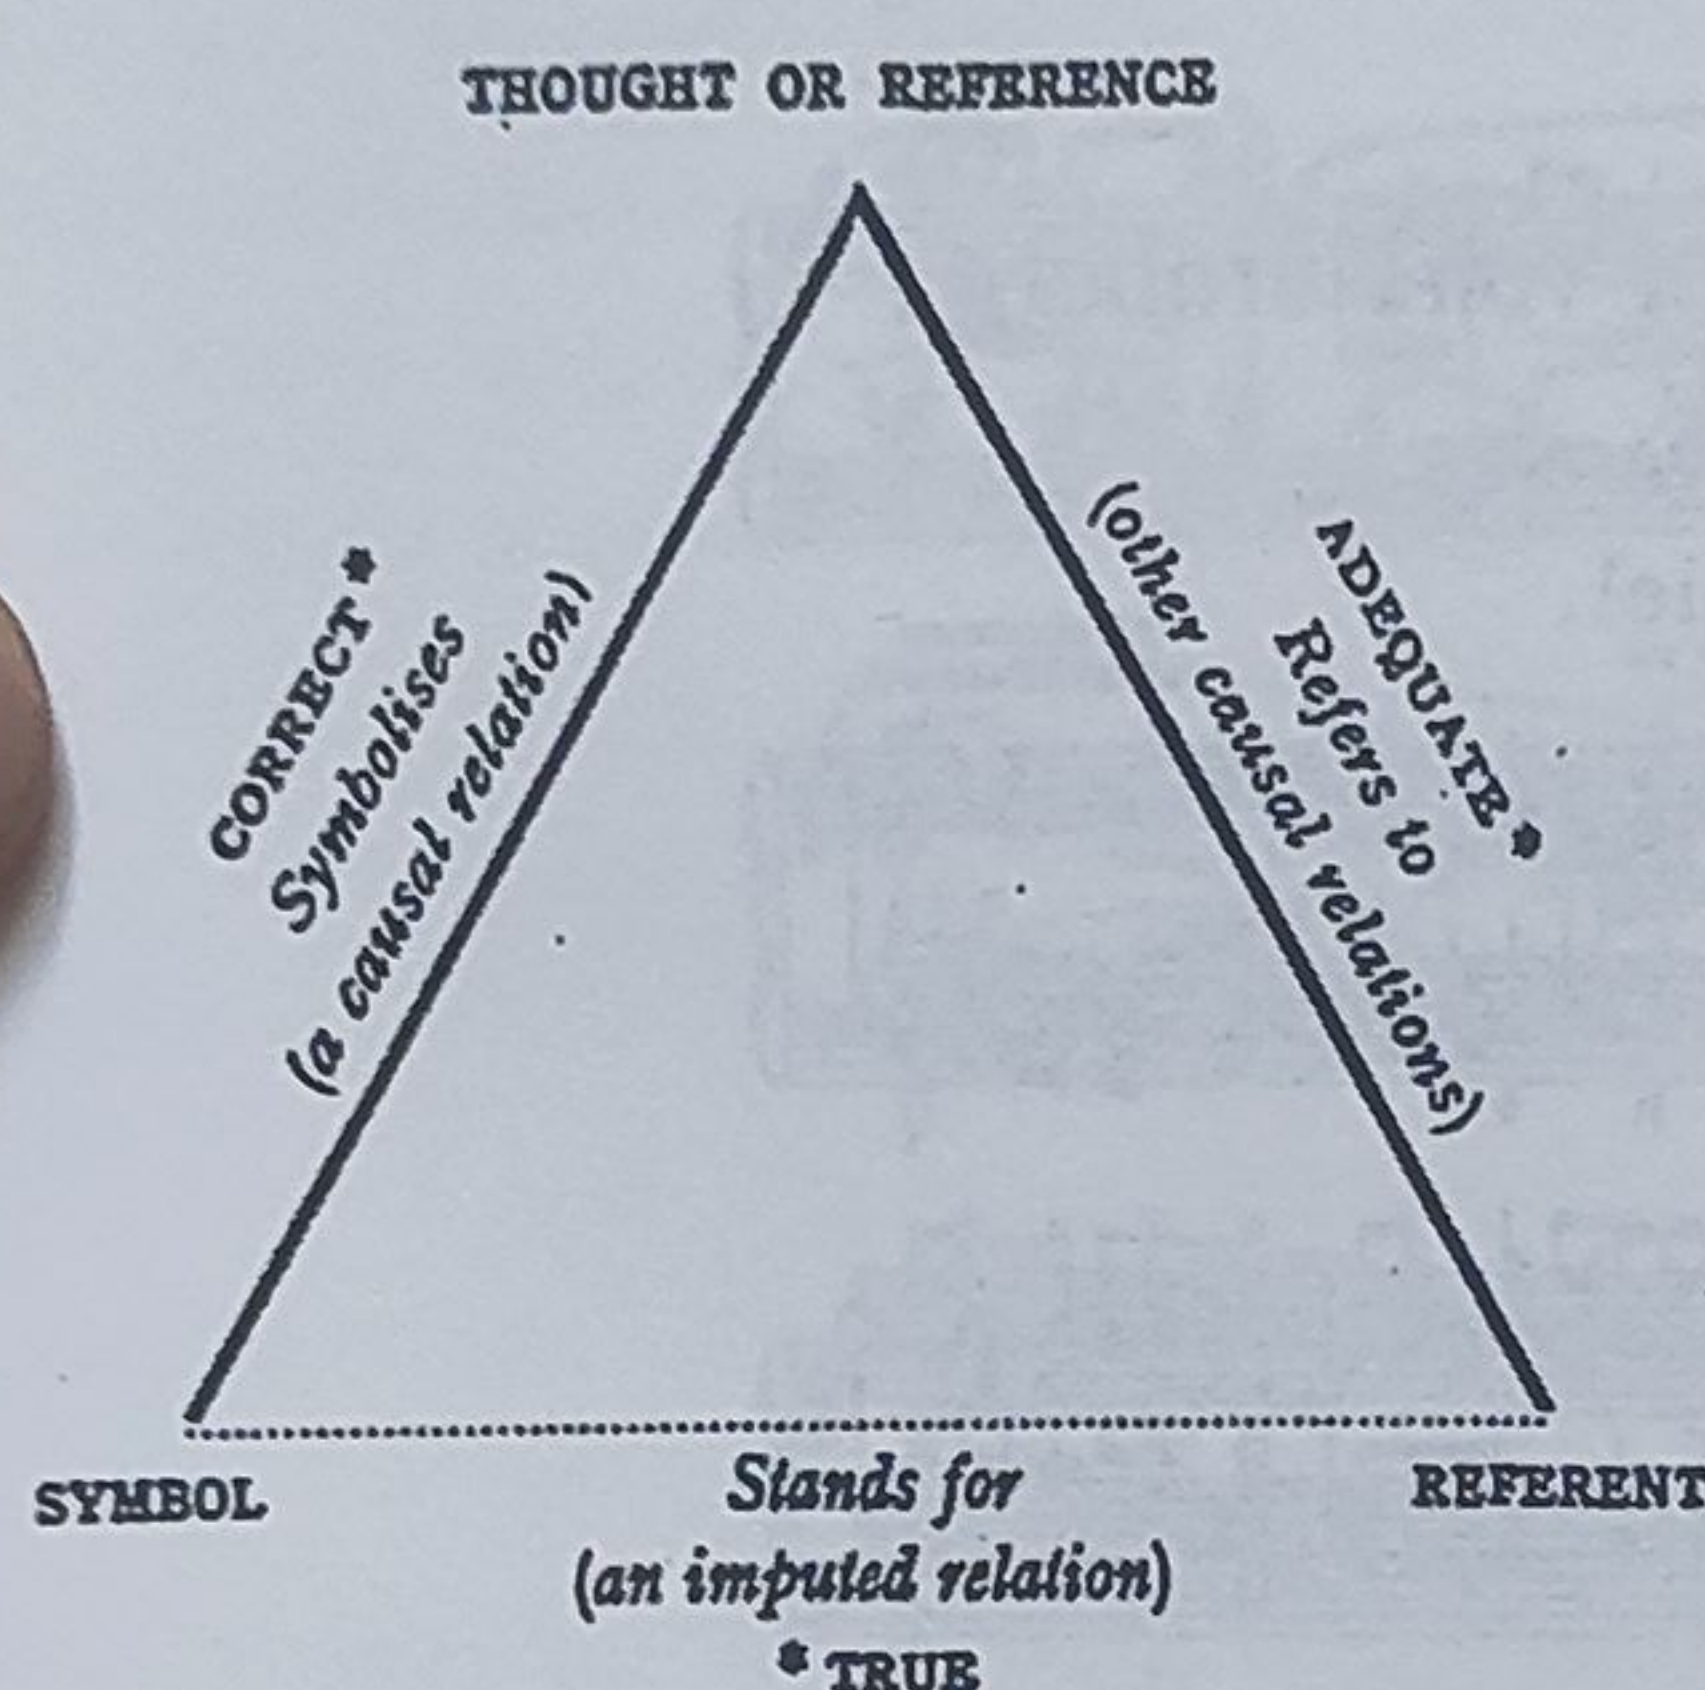 THOUGHT OR REFERENCE
CORRECT *
Symbolises
(a causal relation)
ADEQUATE *
Refers to
(other causal relations)
SYMBOL
Stands for
(an imputed relation)
* TRUE
REFERENT